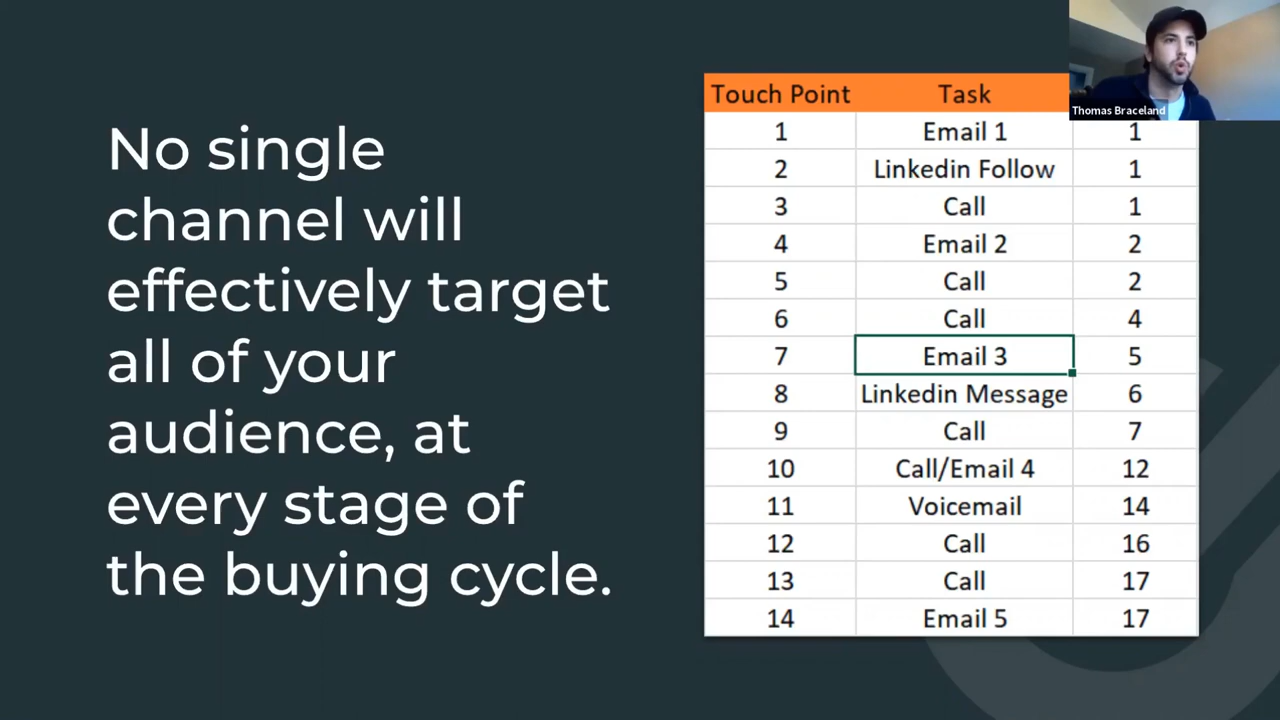 No single
channel will
effectively target
all of your
audience, at
every stage of
the buying cycle.
Touch Point Task
1 Email 1 1
2 Linkedin Follow 1
3 Call 1
4 Email 2 2
5 Call 2
6 Call 4
7 Email 3 5
8 Linkedin Message 6
9 Call 7
10 Call/Email 4 12
11 Voicemail 14
12 Call 16
13 Call 17
14 Email 5 17
Thomas Braceland